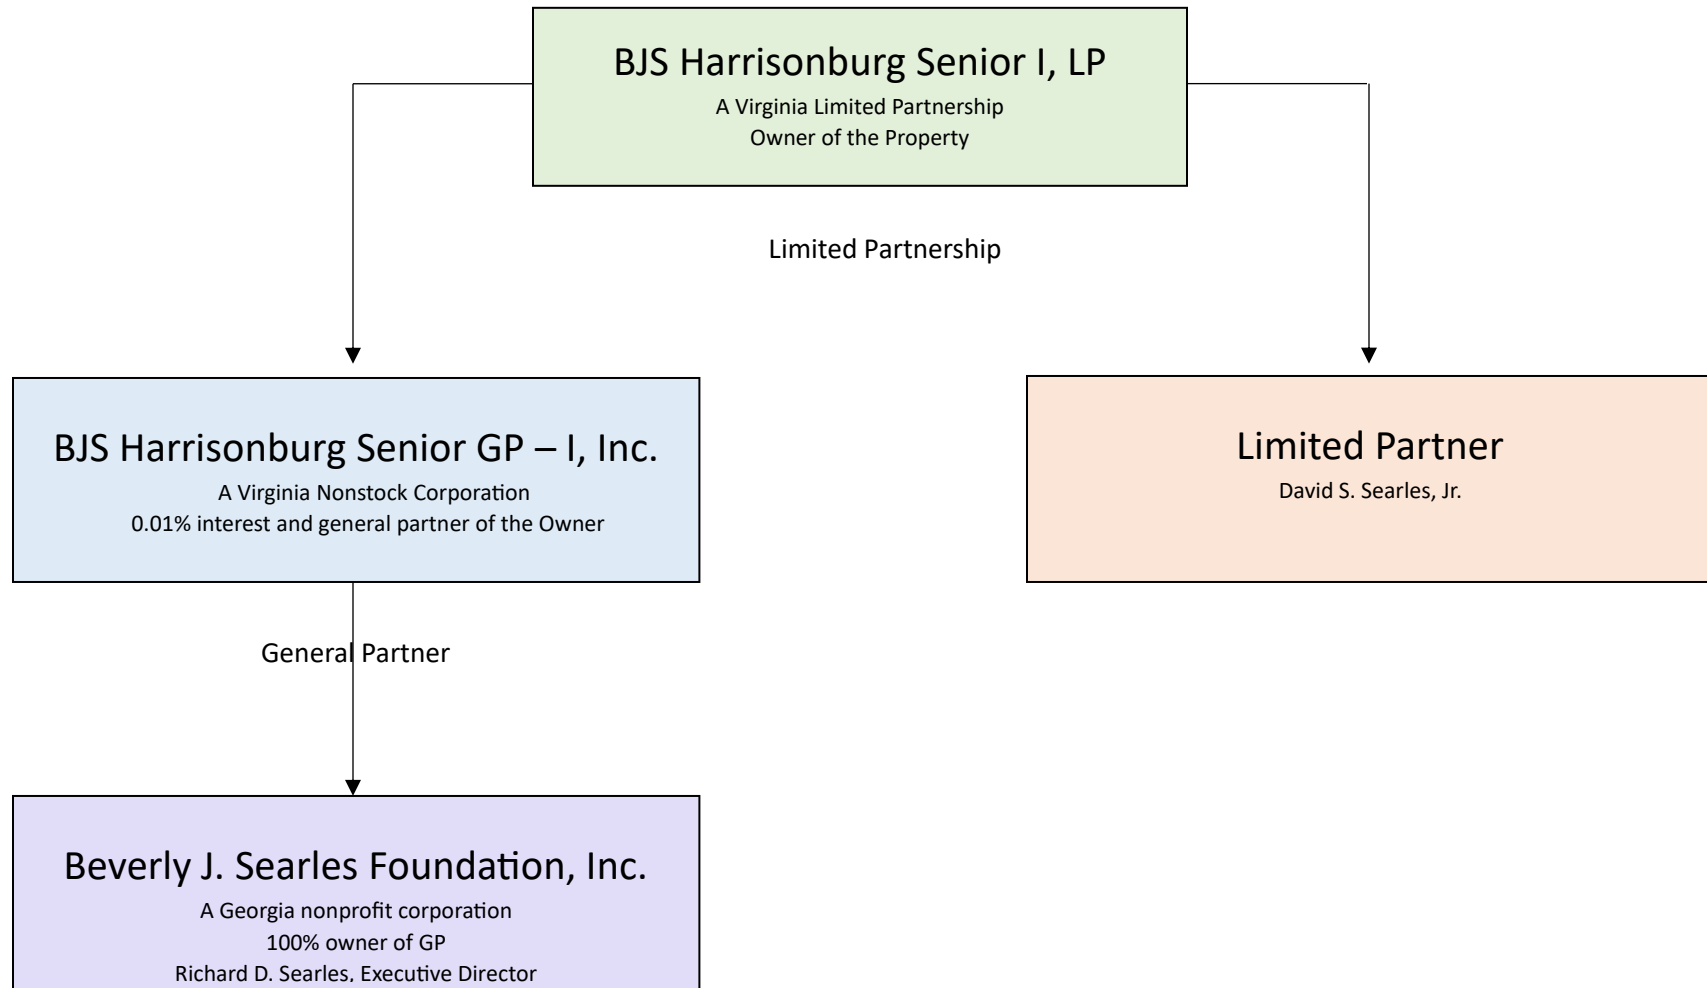 BJS Harrisonburg Senior I, LP
A Virginia Limited Partnership
Owner of the Property
Limited Partnership
BJS Harrisonburg Senior GP – I, Inc.
A Virginia Nonstock Corporation
0.01% interest and general partner of the Owner
Limited Partner
David S. Searles, Jr.
General Partner
Beverly J. Searles Foundation, Inc.
A Georgia nonprofit corporation
100% owner of GP
Richard D. Searles, Executive Director